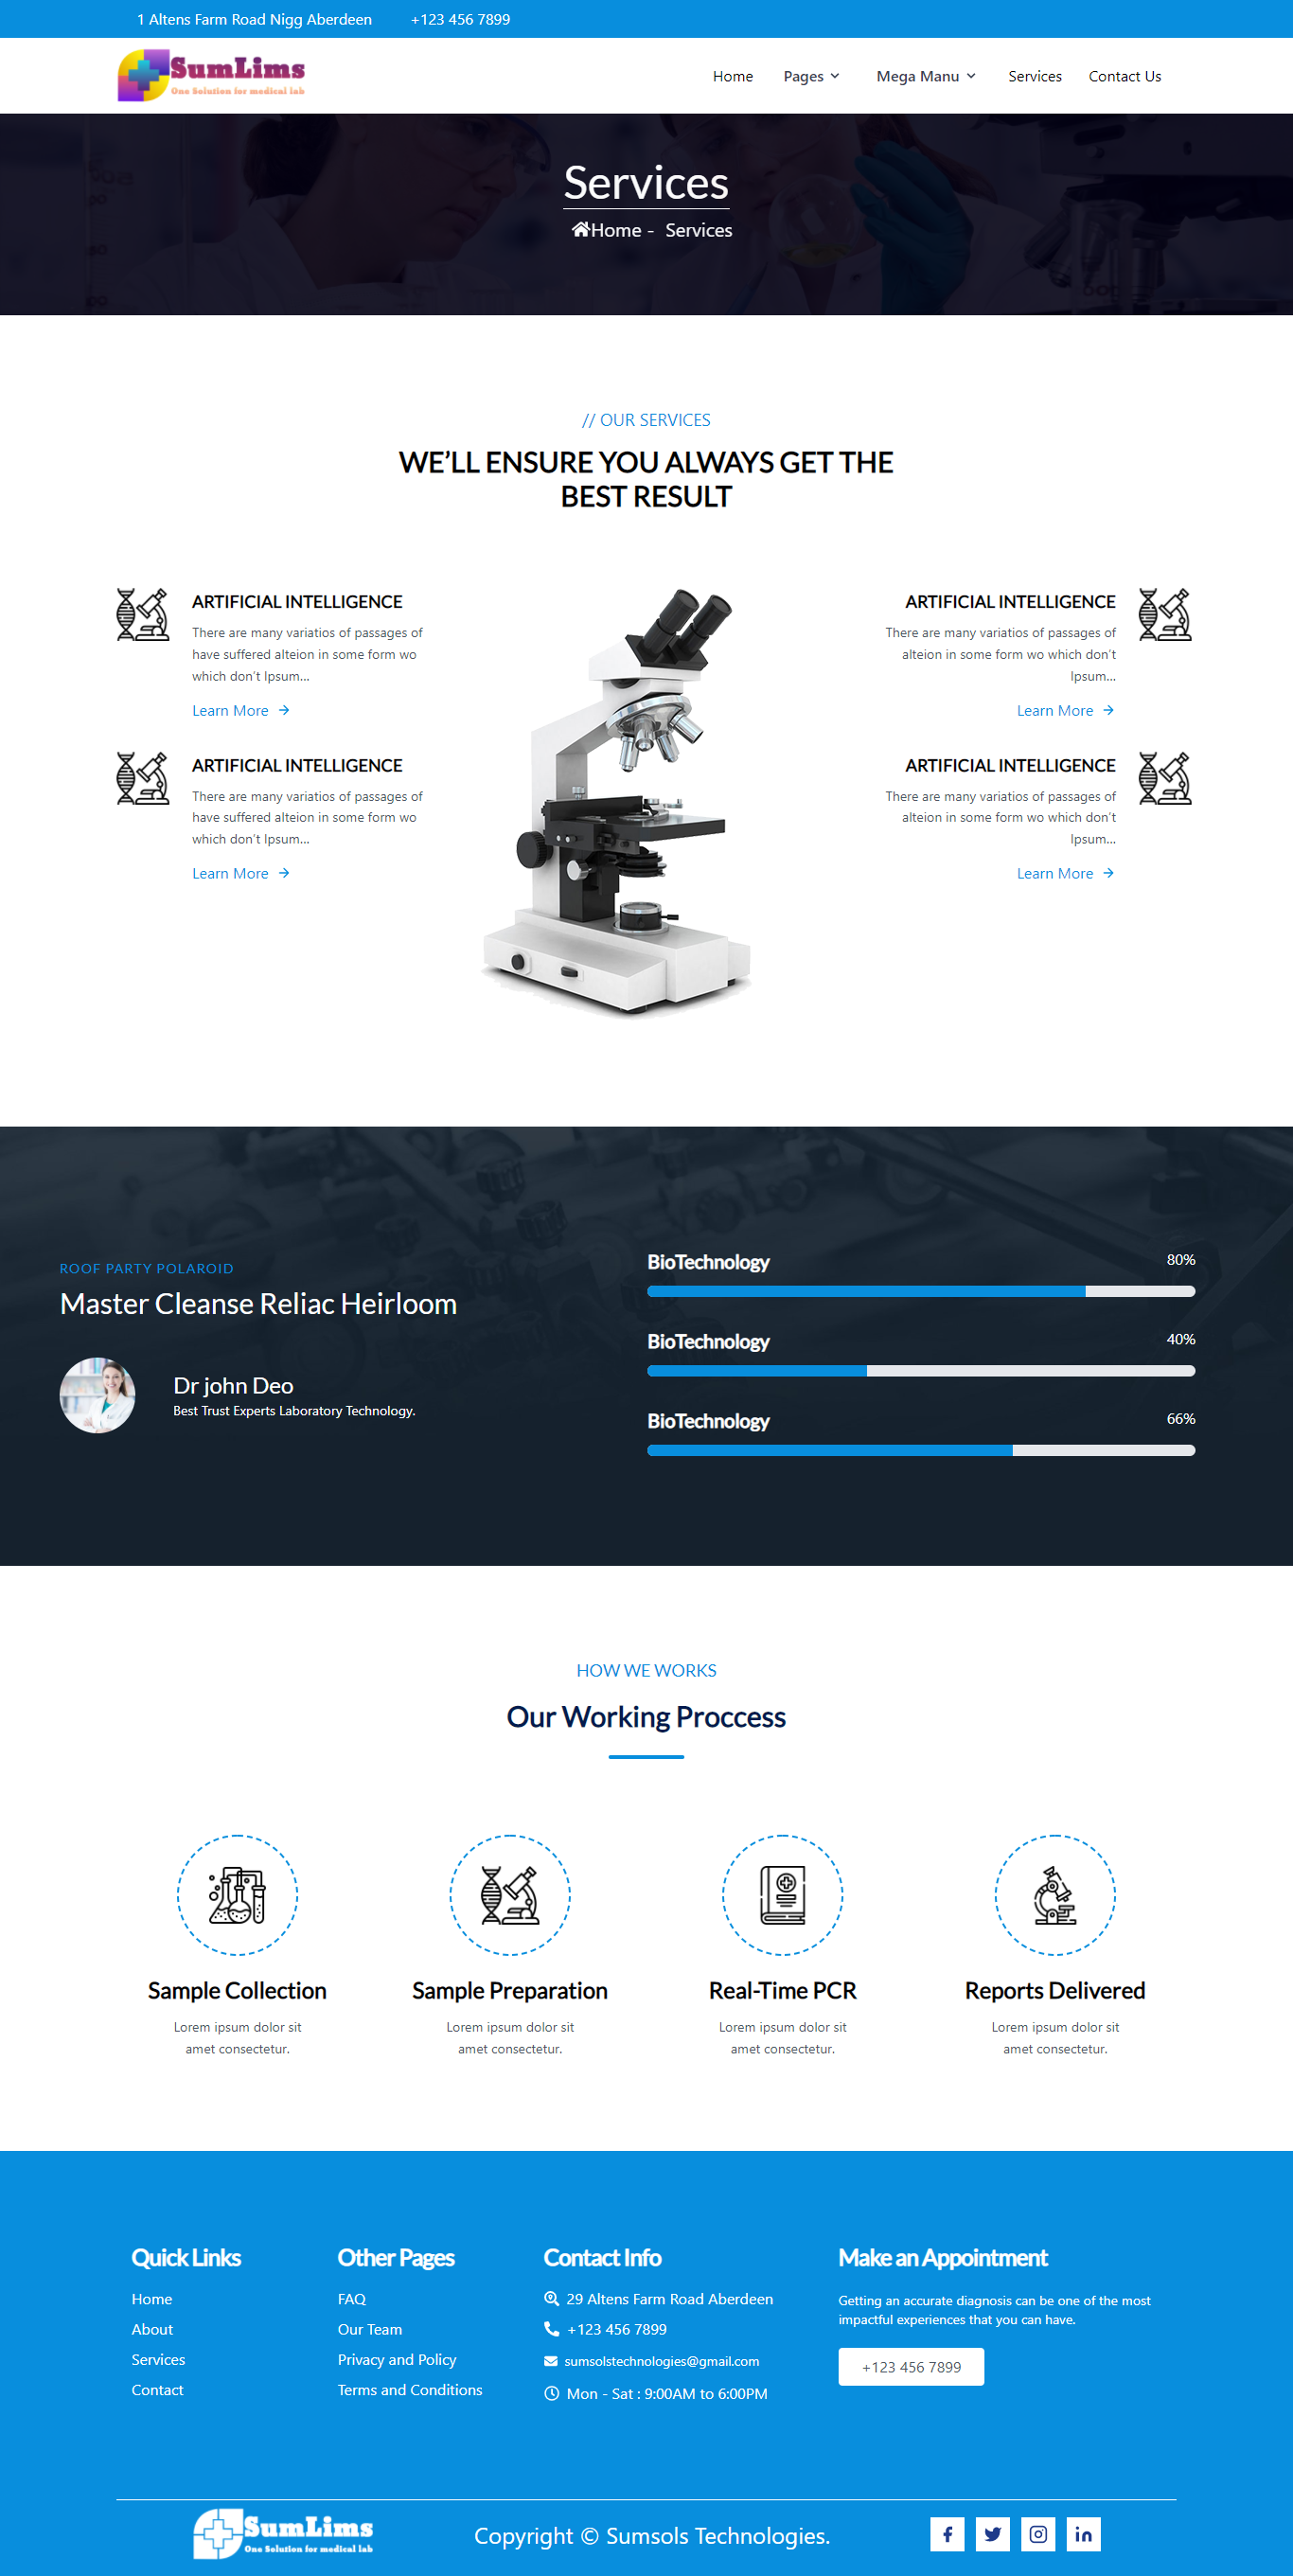 1 Altens Farm Road Nigg Aberdeen +123 456 7899
SumLims
One Solution for medical lab
Home Pages Mega Manu Services Contact Us
Services
Home - Services
// OUR SERVICES
WE’LL ENSURE YOU ALWAYS GET THE
BEST RESULT
ARTIFICIAL INTELLIGENCE
There are many variatios of passages of
have suffered alteion in some form wo
which don’t Ipsum...
Learn More
ARTIFICIAL INTELLIGENCE
There are many variatios of passages of
have suffered alteion in some form wo
which don’t Ipsum...
Learn More
ARTIFICIAL INTELLIGENCE
There are many variatios of passages of
alteion in some form wo which don’t
Ipsum...
Learn More
ARTIFICIAL INTELLIGENCE
There are many variatios of passages of
alteion in some form wo which don’t
Ipsum...
Learn More
ROOF PARTY POLAROID
Master Cleanse Reliac Heirloom
Dr john Deo
Best Trust Experts Laboratory Technology.
BioTechnology 80%
BioTechnology 40%
BioTechnology 66%
HOW WE WORKS
Our Working Proccess
Sample Collection
Lorem ipsum dolor sit
amet consectetur.
Sample Preparation
Lorem ipsum dolor sit
amet consectetur.
Real-Time PCR
Lorem ipsum dolor sit
amet consectetur.
Reports Delivered
Lorem ipsum dolor sit
amet consectetur.
Quick Links
Home
About
Services
Contact
Other Pages
FAQ
Our Team
Privacy and Policy
Terms and Conditions
Contact Info
29 Altens Farm Road Aberdeen
+123 456 7899
sumsolstechnologies@gmail.com
Mon - Sat : 9:00AM to 6:00PM
Make an Appointment
Getting an accurate diagnosis can be one of the most
impactful experiences that you can have.
+123 456 7899
SumLims
One Solution for medical lab
Copyright © Sumsols Technologies.